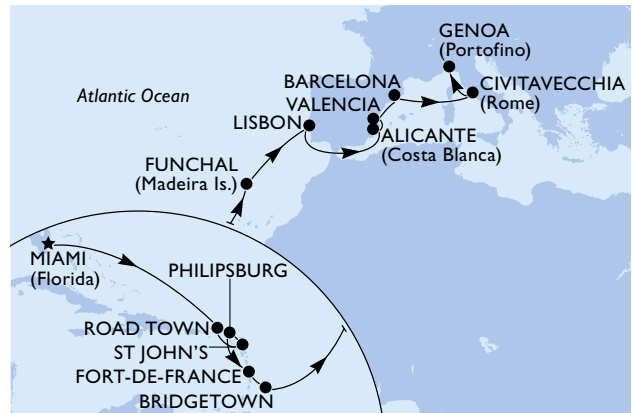 GENOA
(Portofino)
Atlantic Ocean
BARCELONA
CIVITAVECCHIA
(Rome)
VALENCIA
LISBON
ALICANTE
(Costa Blanca)
FUNCHAL
(Madeira Is.)
MIAMI
(Florida)
PHILIPSBURG
ROAD TOWN
ST JOHN'S
FORT-DE-FRANCE
BRIDGETOWN